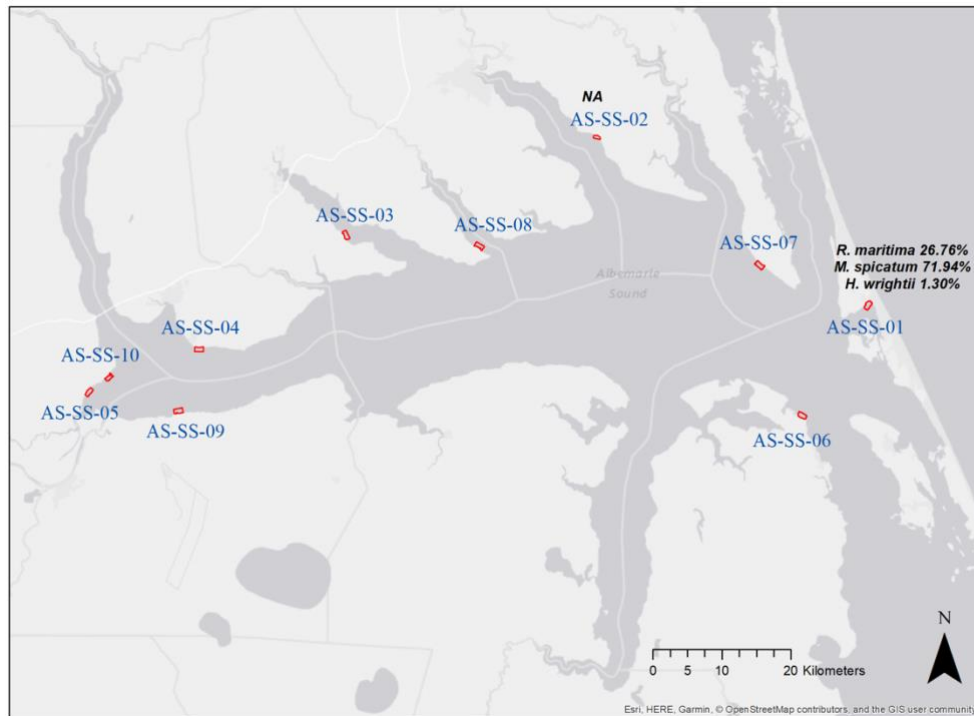 NA
AS-SS-02
AS-SS-03
AS-SS-08
AS-SS-07
R. maritima 26.76%
M. spicatum 71.94%
H. wrightii 1.30%
Albemarle
Sound
AS-SS-01
AS-SS-04
AS-SS-10
AS-SS-05
AS-SS-09
AS-SS-06
N
0 5 10 20 Kilometers
Esri, HERE, Garmin, © OpenStreetMap contributors, and the GIS user community